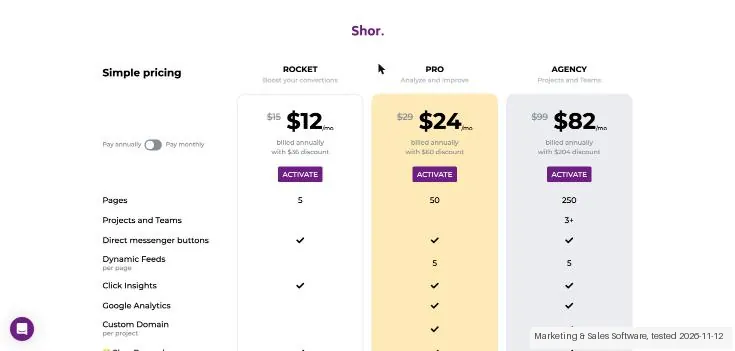 Shor.
Simple pricing
ROCKET
Boost your convertions
PRO
Analyze and improve
AGENCY
Projects and Teams
Pay annually Pay monthly
$15 $12/mo
billed annually
with $36 discount
ACTIVATE
$29 $24/mo
billed annually
with $60 discount
ACTIVATE
$99 $82/mo
billed annually
with $204 discount
ACTIVATE
Pages 5 50 250
Projects and Teams 3+
Direct messenger buttons
Dynamic Feeds 5 5
per page
Click Insights
Google Analytics
Custom Domain
per project
Marketing & Sales Software, tested 2026-11-12